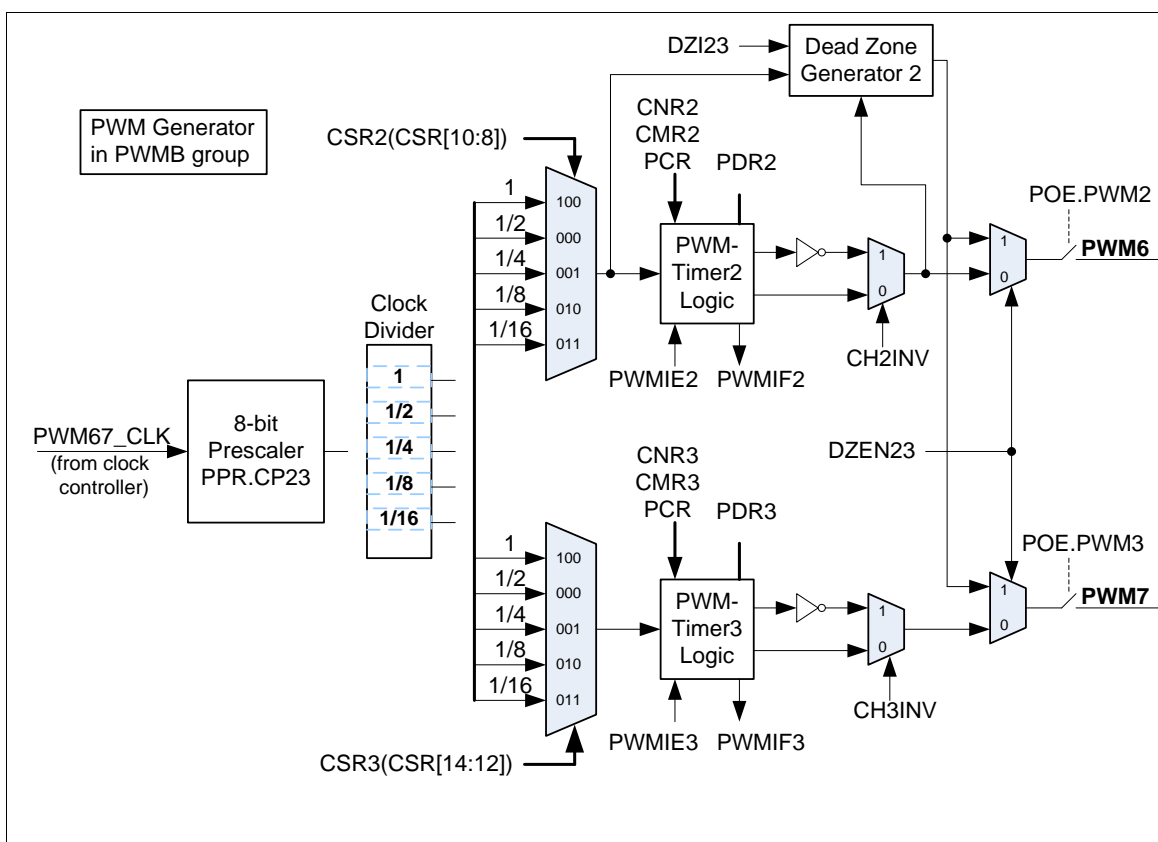 DZI23
Dead Zone
Generator 2
PWM Generator
in PWMB group
CNR2
CMR2
PCR
PDR2
CSR2(CSR[10:8])
1
1/2
1/4
1/8
1/16
100
000
001
010
011
PWM-
Timer2
Logic
1
0
1
0
POE.PWM2
PWM6
PWMIE2
PWMIF2
CH2INV
Clock
Divider
1
1/2
1/4
1/8
1/16
PWM67_CLK
(from clock
controller)
8-bit
Prescaler
PPR.CP23
DZEN23
CNR3
CMR3
PCR
PDR3
1
1/2
1/4
1/8
1/16
100
000
001
010
011
PWM-
Timer3
Logic
1
0
1
0
POE.PWM3
PWM7
PWMIE3
PWMIF3
CH3INV
CSR3(CSR[14:12])